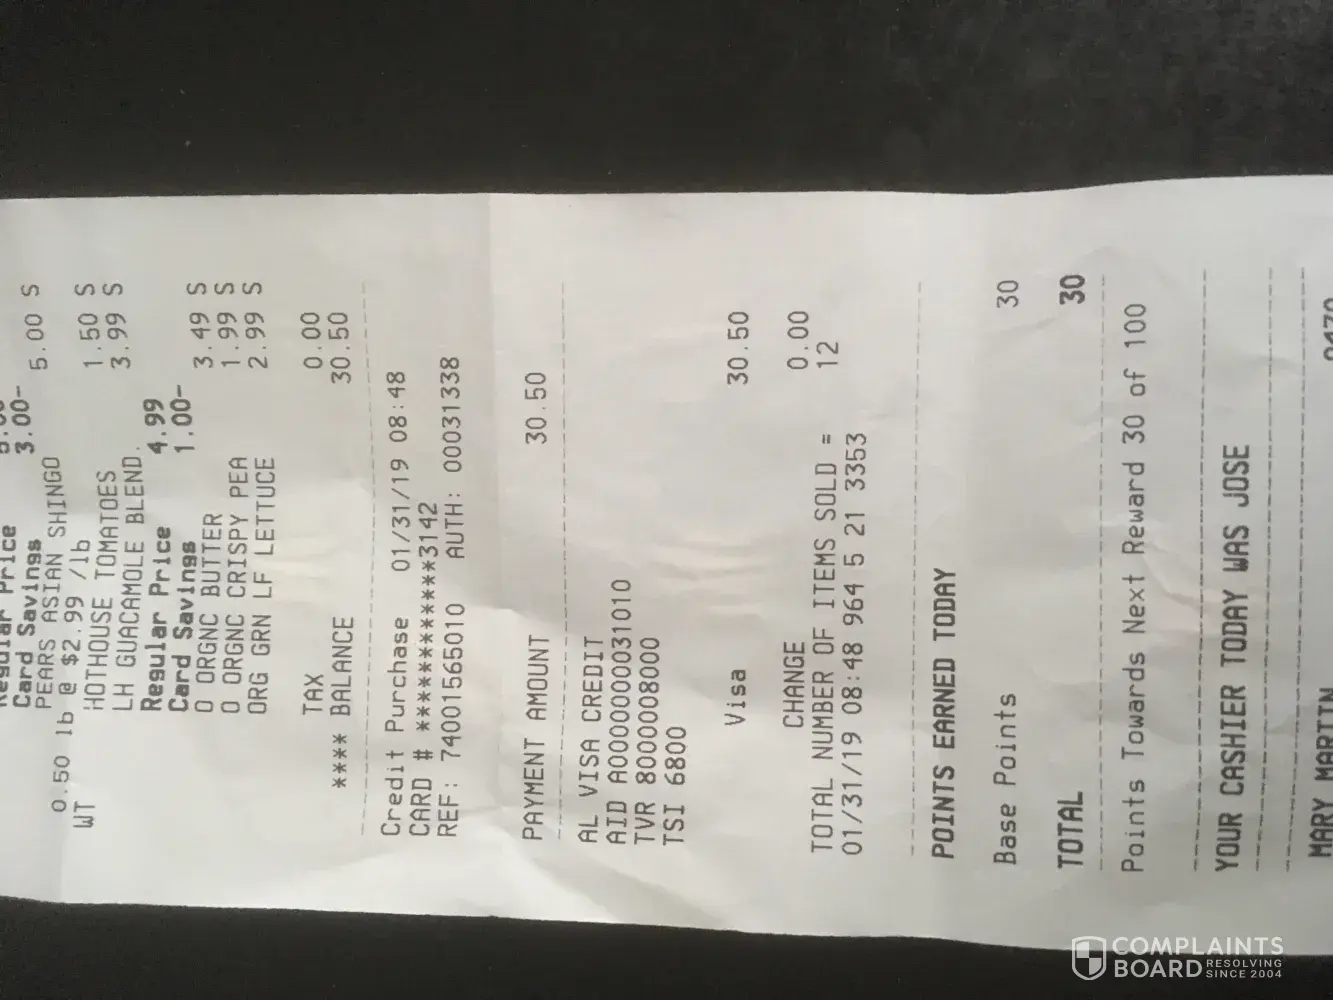 Price
Card Savings 3.00-
PEARS ASIAN SHINGO 5.00 S
0.50 lb @ $2.99 /lb
WT HOTHOUSE TOMATOES 1.50 S
LH GUACAMOLE BLEND. 3.99 S
Regular Price 4.99
Card Savings 1.00-
O ORGNC BUTTER 3.49 S
O ORGNC CRISPY PEA 1.99 S
ORG GRN LF LETTUCE 2.99 S
TAX 0.00
**** BALANCE 30.50
Credit Purchase 01/31/19 08:48
CARD # ************3142
REF: 74001565010 AUTH: 00031338
PAYMENT AMOUNT 30.50
AL VISA CREDIT
AID A0000000031010
TVR 8000008000
TSI 6800
Visa 30.50
CHANGE 0.00
TOTAL NUMBER OF ITEMS SOLD = 12
01/31/19 08:48 964 5 21 3353
POINTS EARNED TODAY
Base Points 30
TOTAL 30
Points Towards Next Reward 30 of 100
YOUR CASHIER TODAY WAS JOSE
MARY MARTIN
COMPLAINTS
BOARD RESOLVING
SINCE 2004